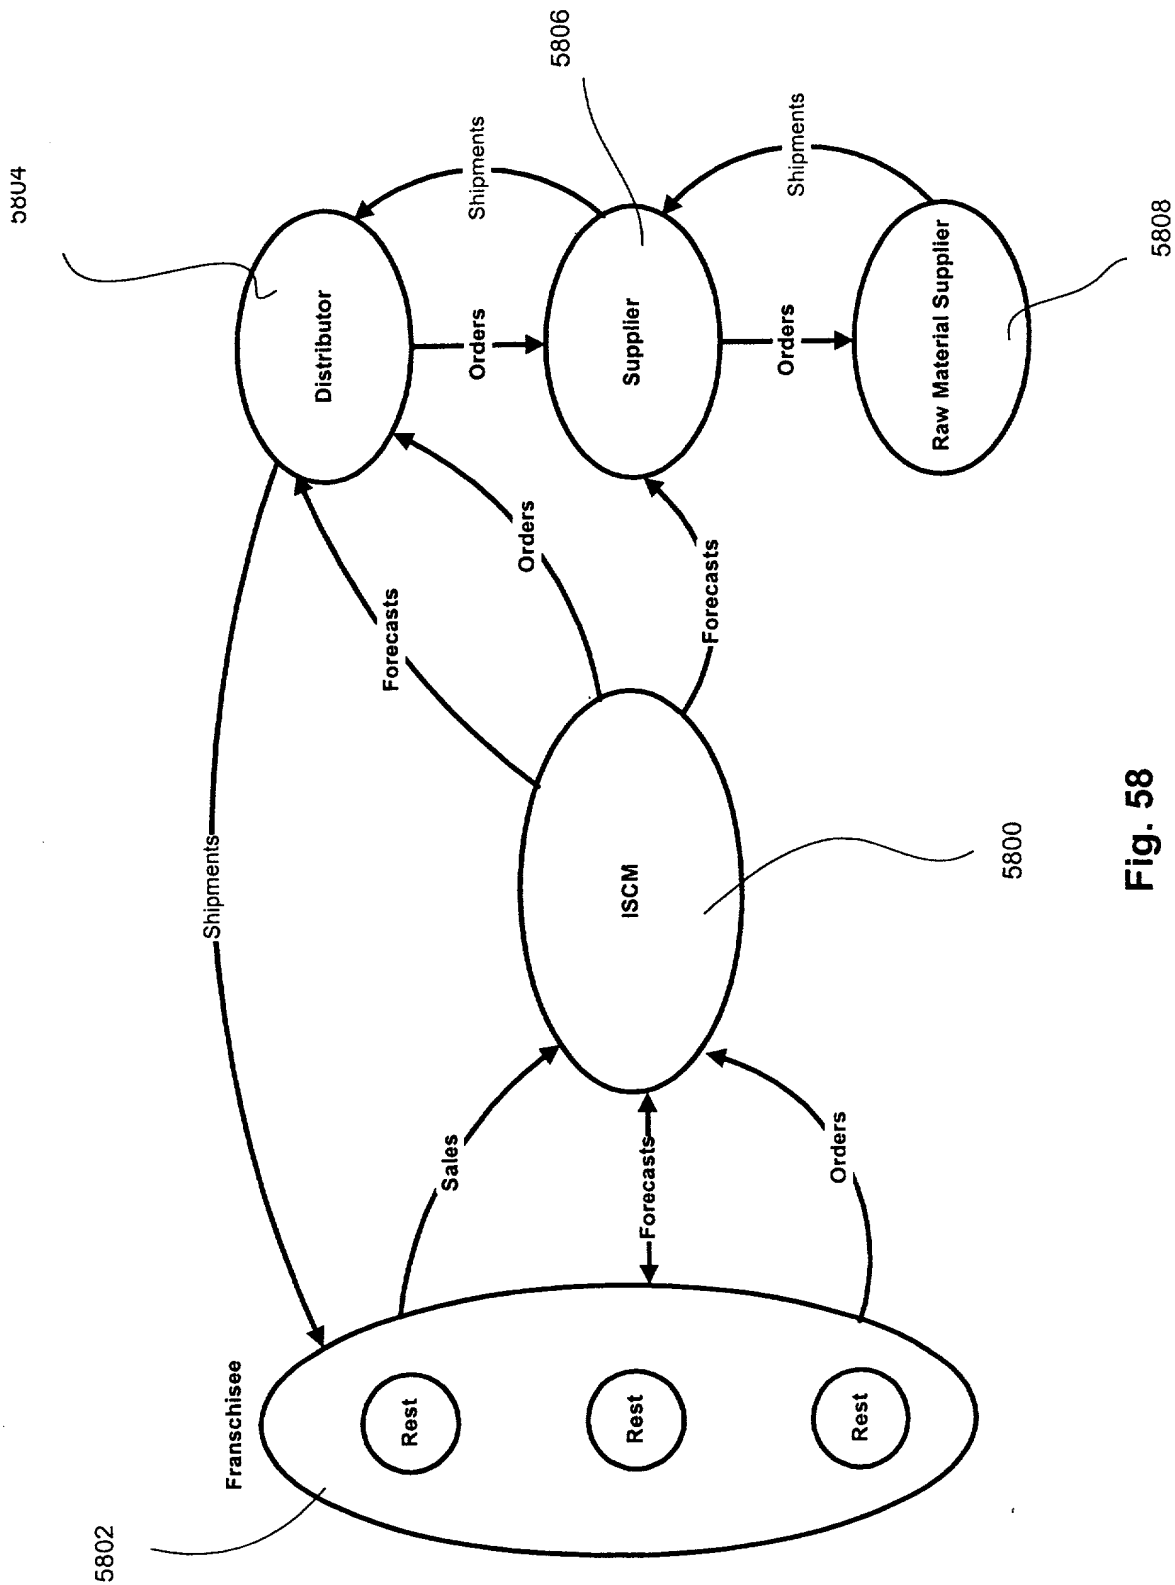 5804
5802
Shipments
Franschisee
Distributor
Forecasts
Rest
Sales
Orders
Shipments
Orders
5806
Rest
Forecasts
ISCM
Supplier
Forecasts
Orders
Shipments
Orders
Rest
Raw Material Supplier
5800
5808
Fig. 58